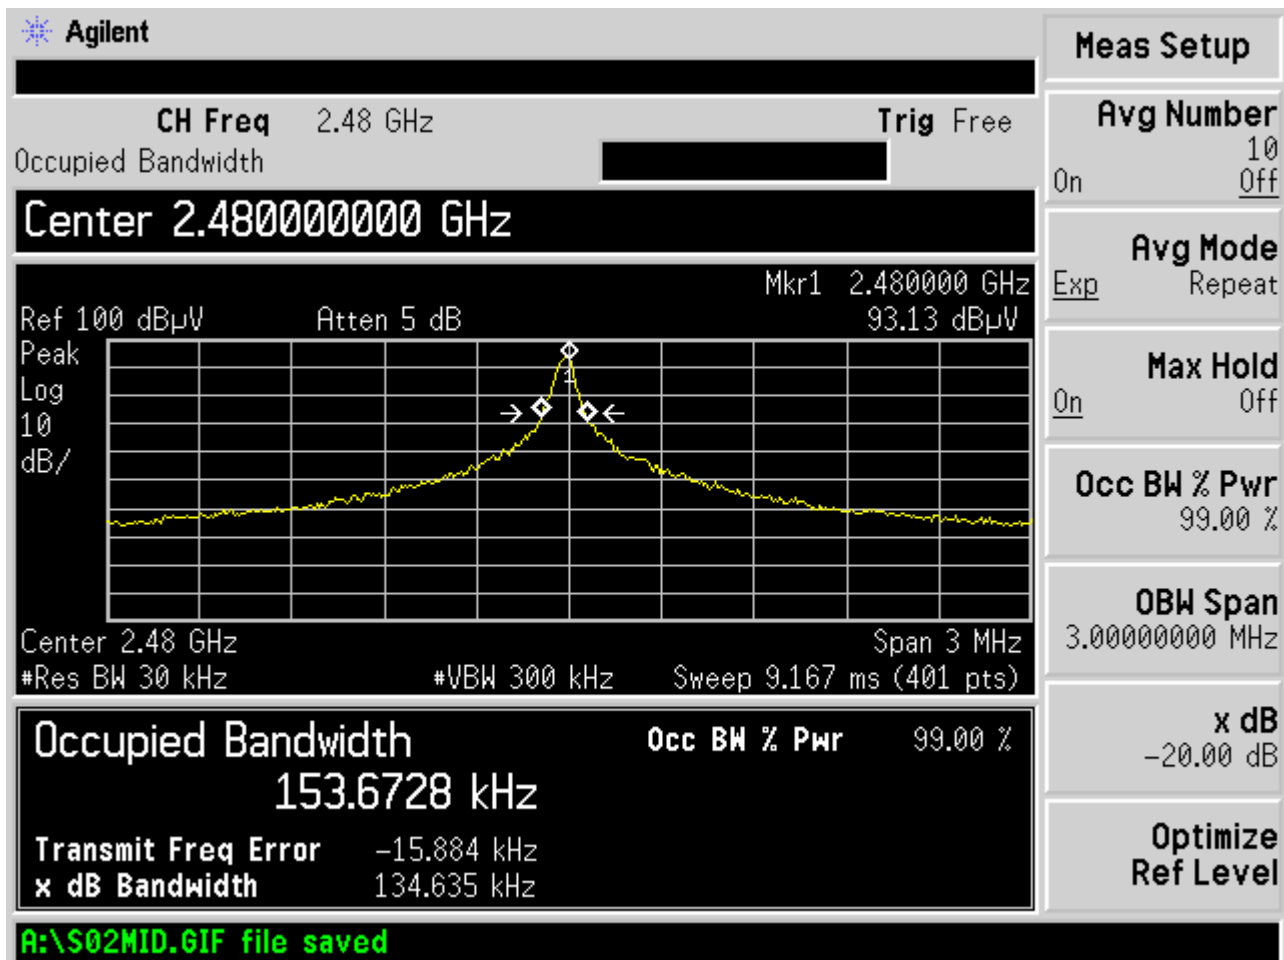 Agilent
Meas Setup
CH Freq 2.48 GHz Trig Free
Occupied Bandwidth
Center 2.480000000 GHz
Mkr1 2.480000 GHz
Ref 100 dBµV Atten 5 dB 93.13 dBµV
Peak
Log
10
dB/
1
Center 2.48 GHz Span 3 MHz
#Res BW 30 kHz #VBW 300 kHz Sweep 9.167 ms (401 pts)
Occupied Bandwidth Occ BW % Pwr 99.00 %
153.6728 kHz
Transmit Freq Error -15.884 kHz
x dB Bandwidth 134.635 kHz
A:\S02MID.GIF file saved
Avg Number
10
On Off
Avg Mode
Exp Repeat
Max Hold
On Off
Occ BW % Pwr
99.00 %
OBW Span
3.00000000 MHz
x dB
-20.00 dB
Optimize
Ref Level